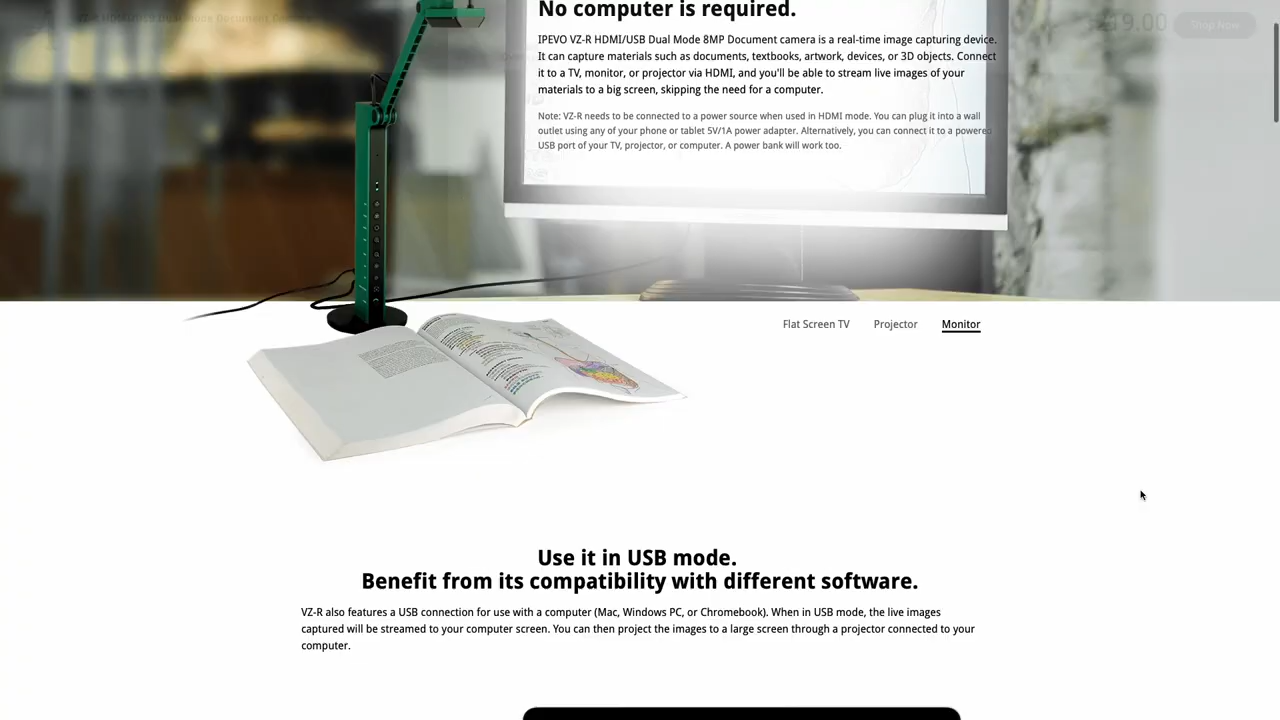 VZ-R HDMI/USB Dual Mode Document Camera
Shop Now
No computer is required.
IPEVO VZ-R HDMI/USB Dual Mode 8MP Document camera is a real-time image capturing device.
It can capture materials such as documents, textbooks, artwork, devices, or 3D objects. Connect
it to a TV, monitor, or projector via HDMI, and you'll be able to stream live images of your
materials to a big screen, skipping the need for a computer.
Note: VZ-R needs to be connected to a power source when used in HDMI mode. You can plug it into a wall
outlet using any of your phone or tablet 5V/1A power adapter. Alternatively, you can connect it to a powered
USB port of your TV, projector, or computer. A power bank will work too.
Flat Screen TV
Projector
Monitor
Use it in USB mode.
Benefit from its compatibility with different software.
VZ-R also features a USB connection for use with a computer (Mac, Windows PC, or Chromebook). When in USB mode, the live images
captured will be streamed to your computer screen. You can then project the images to a large screen through a projector connected to your
computer.